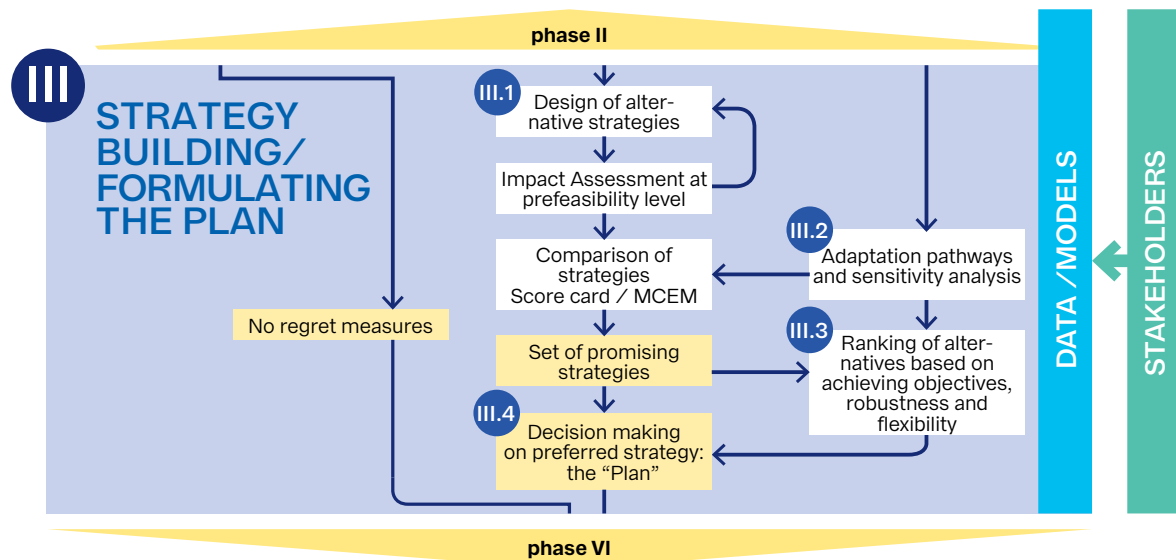 phase II
III
STRATEGY
BUILDING/
FORMULATING
THE PLAN
III.1
Design of alter-
native strategies
Impact Assessment at
prefeasibility level
Comparison of
strategies
Score card / MCEM
III.2
Adaptation pathways
and sensitivity analysis
No regret measures
Set of promising
strategies
III.3
Ranking of alter-
natives based on
achieving objectives,
robustness and
flexibility
III.4
Decision making
on preferred strategy:
the “Plan”
DATA /MODELS
STAKEHOLDERS
phase VI